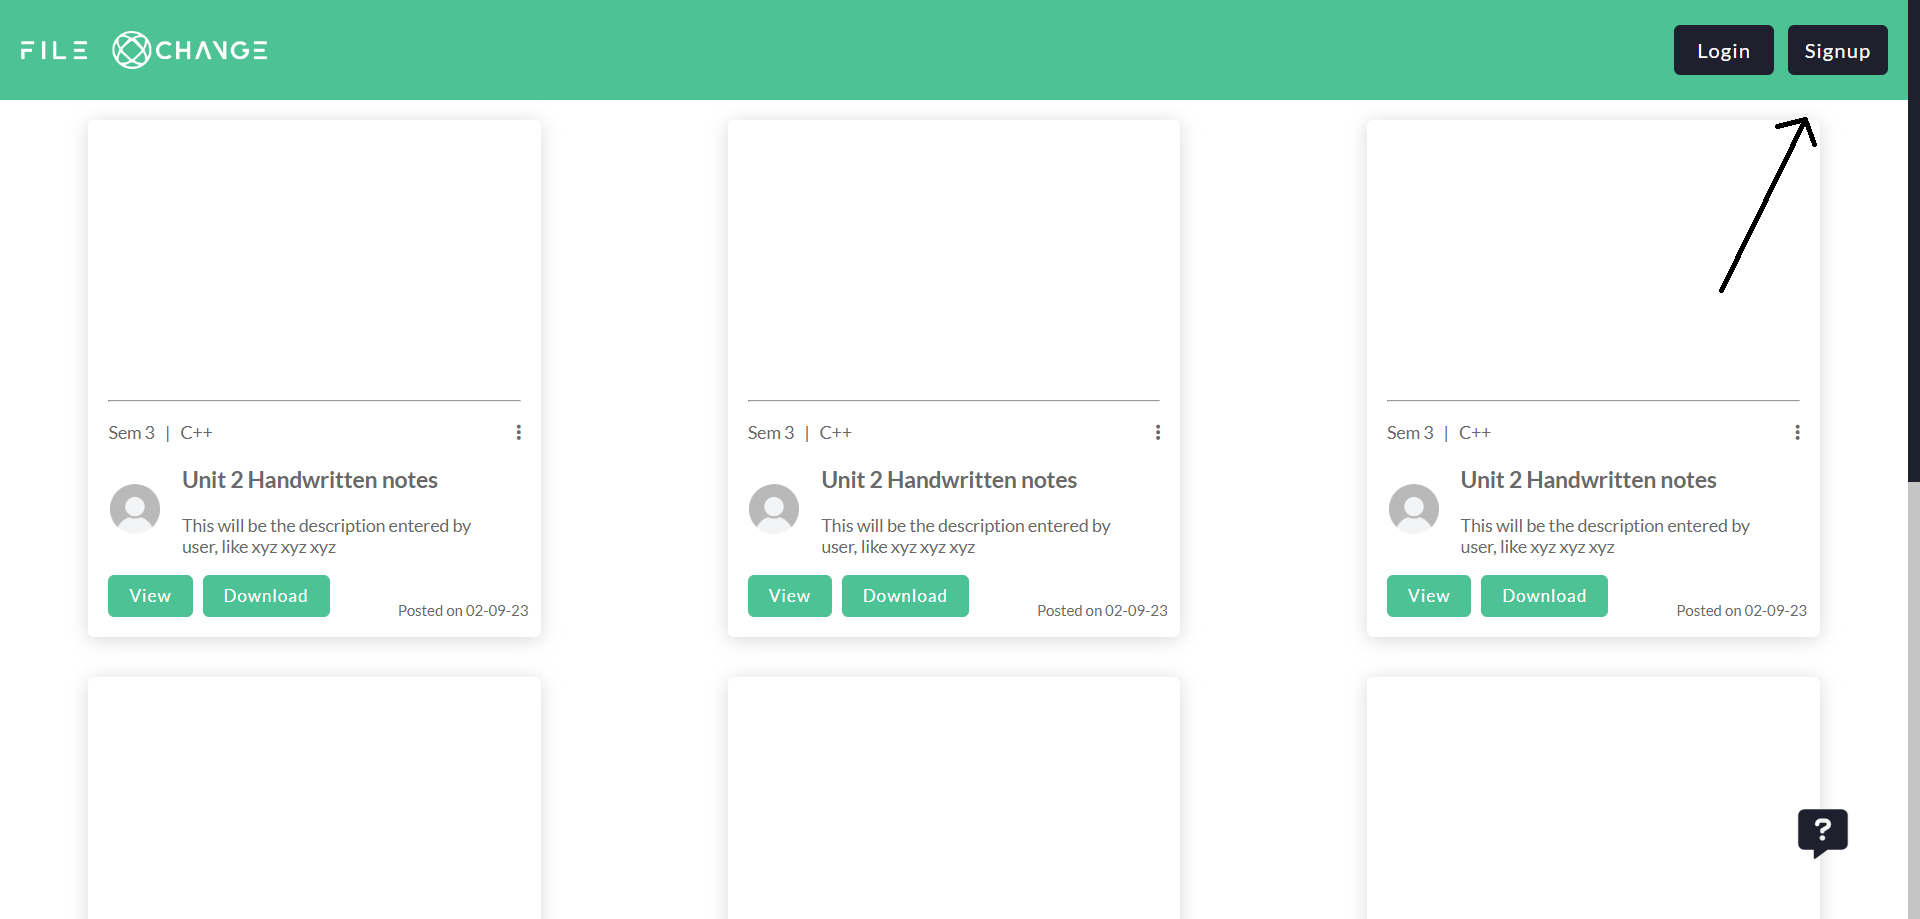 FILE XCHANGE
Login Signup
Sem 3 | C++
Unit 2 Handwritten notes
This will be the description entered by
user, like xyz xyz xyz
View Download
Posted on 02-09-23
Sem 3 | C++
Unit 2 Handwritten notes
This will be the description entered by
user, like xyz xyz xyz
View Download
Posted on 02-09-23
Sem 3 | C++
Unit 2 Handwritten notes
This will be the description entered by
user, like xyz xyz xyz
View Download
Posted on 02-09-23
?